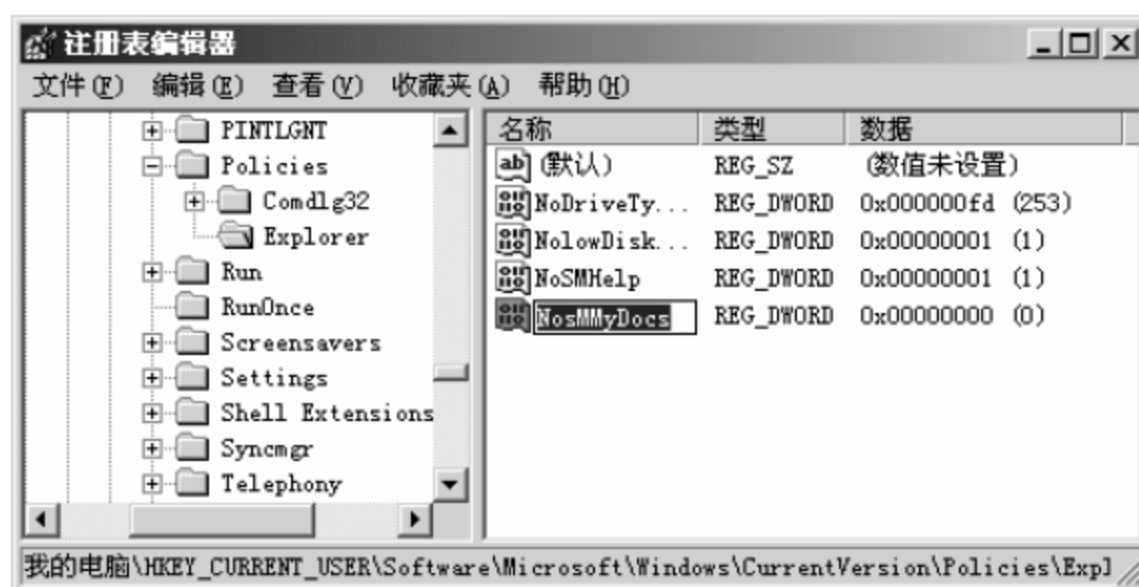 注册表编辑器
文件(F) 编辑(E) 查看(V) 收藏夹(A) 帮助(H)
PINTLGNT
Policies
Comdlg32
Explorer
Run
RunOnce
Screensavers
Settings
Shell Extensions
Syncmgr
Telephony
名称 类型 数据
ab (默认) REG_SZ (数值未设置)
NoDriveTy... REG_DWORD 0x000000fd (253)
NolowDisk... REG_DWORD 0x00000001 (1)
NoSMHelp REG_DWORD 0x00000001 (1)
NosMMyDocs REG_DWORD 0x00000000 (0)
我的电脑\HKEY_CURRENT_USER\Software\Microsoft\Windows\CurrentVersion\Policies\Expl